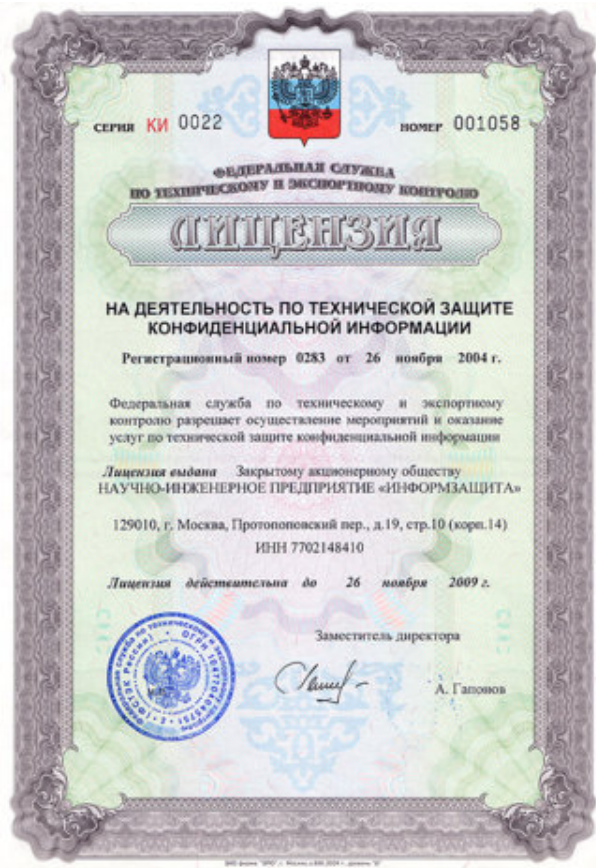 СЕРИЯ КИ 0022
НОМЕР 001058
ФЕДЕРАЛЬНАЯ СЛУЖБА
ПО ТЕХНИЧЕСКОМУ И ЭКСПОРТНОМУ КОНТРОЛЮ
ЛИЦЕНЗИЯ
НА ДЕЯТЕЛЬНОСТЬ ПО ТЕХНИЧЕСКОЙ ЗАЩИТЕ
КОНФИДЕНЦИАЛЬНОЙ ИНФОРМАЦИИ
Регистрационный номер 0283 от 26 ноября 2004 г.
Федеральная служба по техническому и экспортному
контролю разрешает осуществление мероприятий и оказание
услуг по технической защите конфиденциальной информации
Лицензия выдана Закрытому акционерному обществу
НАУЧНО-ИНЖЕНЕРНОЕ ПРЕДПРИЯТИЕ «ИНФОРМЗАЩИТА»
129010, г. Москва, Протопоповский пер., д.19, стр.10 (корп.14)
ИНН 7702148410
Лицензия действительна до 26 ноября 2009 г.
Заместитель директора
А. Гапонов